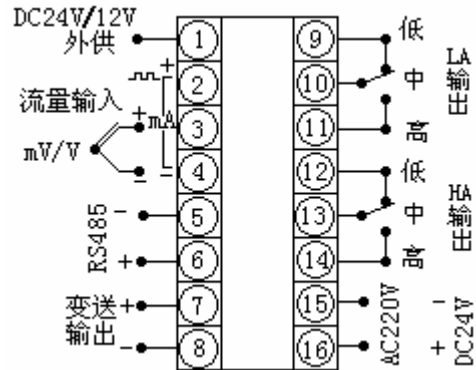 DC24V/12V
外供
流量输入
mV/V
+
-
+
mA
-
RS485
-
+
变送
输出
+
-
1
2
3
4
5
6
7
8
9
10
11
12
13
14
15
16
低
中
高
LA
输出
低
中
高
HA
输出
AC220V
-
+
DC24V